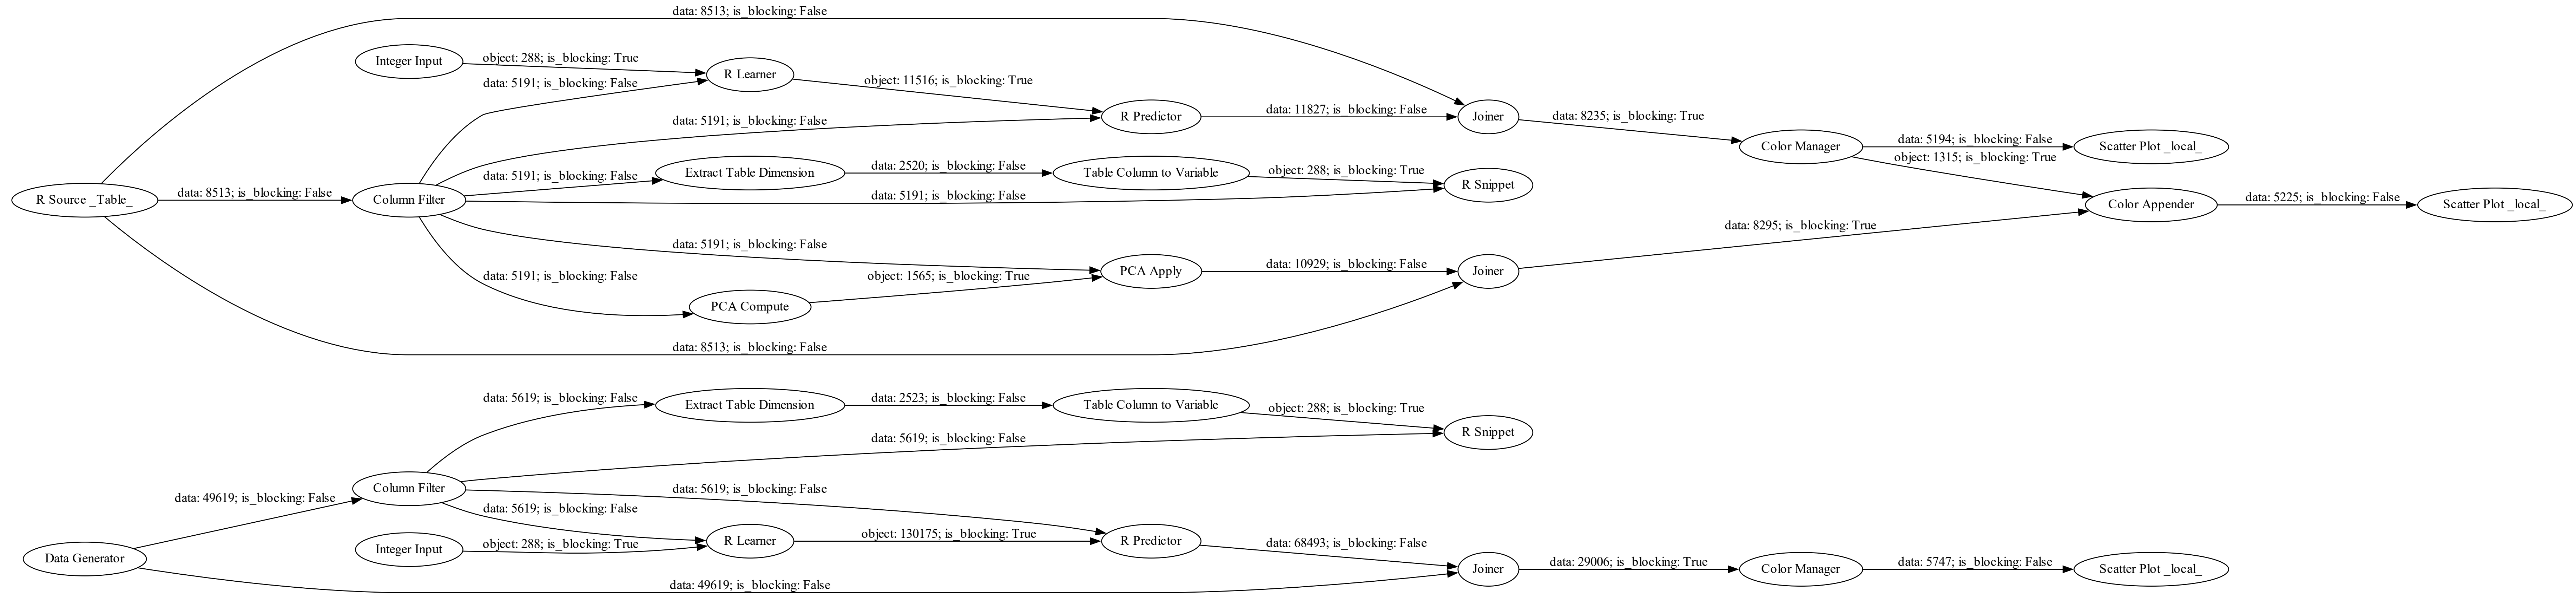 data: 8513; is_blocking: False
Integer Input
object: 288; is_blocking: True
R Learner
data: 5191; is_blocking: False
object: 11516; is_blocking: True
data: 5191; is_blocking: False
R Predictor
data: 11827; is_blocking: False
Joiner
data: 8235; is_blocking: True
Color Manager
data: 5194; is_blocking: False
Scatter Plot _local_
object: 1315; is_blocking: True
data: 5191; is_blocking: False
Extract Table Dimension
data: 2520; is_blocking: False
Table Column to Variable
object: 288; is_blocking: True
R Snippet
R Source _Table_
data: 8513; is_blocking: False
Column Filter
data: 5191; is_blocking: False
Color Appender
data: 5225; is_blocking: False
Scatter Plot _local_
data: 8295; is_blocking: True
data: 5191; is_blocking: False
data: 5191; is_blocking: False
PCA Compute
object: 1565; is_blocking: True
PCA Apply
data: 10929; is_blocking: False
Joiner
data: 8513; is_blocking: False
data: 5619; is_blocking: False
Extract Table Dimension
data: 2523; is_blocking: False
Table Column to Variable
object: 288; is_blocking: True
R Snippet
data: 5619; is_blocking: False
Column Filter
data: 49619; is_blocking: False
data: 5619; is_blocking: False
data: 5619; is_blocking: False
Data Generator
Integer Input
object: 288; is_blocking: True
R Learner
object: 130175; is_blocking: True
R Predictor
data: 68493; is_blocking: False
Joiner
data: 29006; is_blocking: True
Color Manager
data: 5747; is_blocking: False
Scatter Plot _local_
data: 49619; is_blocking: False